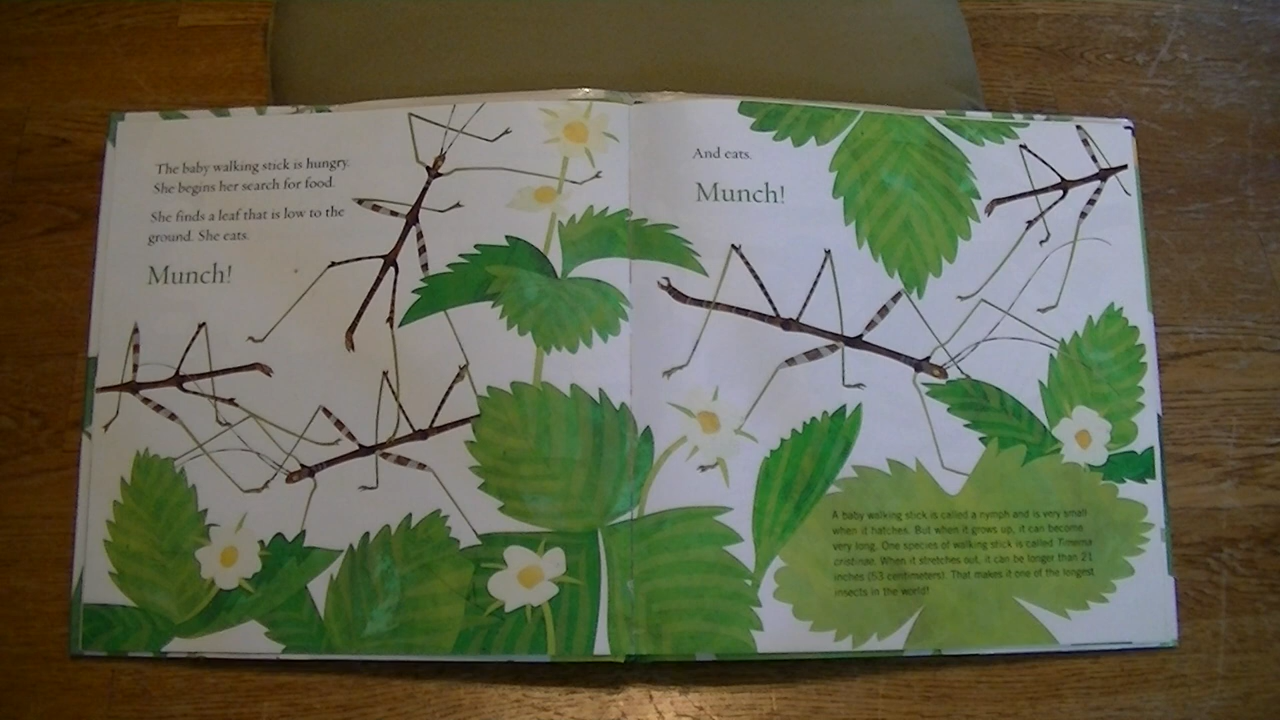 The baby walking stick is hungry.
She begins her search for food.
She finds a leaf that is low to the
ground. She eats.
Munch!
And eats.
Munch!
A baby walking stick is called a nymph and is very small
when it hatches. But when it grows up, it can become
very long. One species of walking stick is called Timema
cristinae. When it stretches out, it can be longer than 21
inches (53 centimeters). That makes it one of the longest
insects in the world!